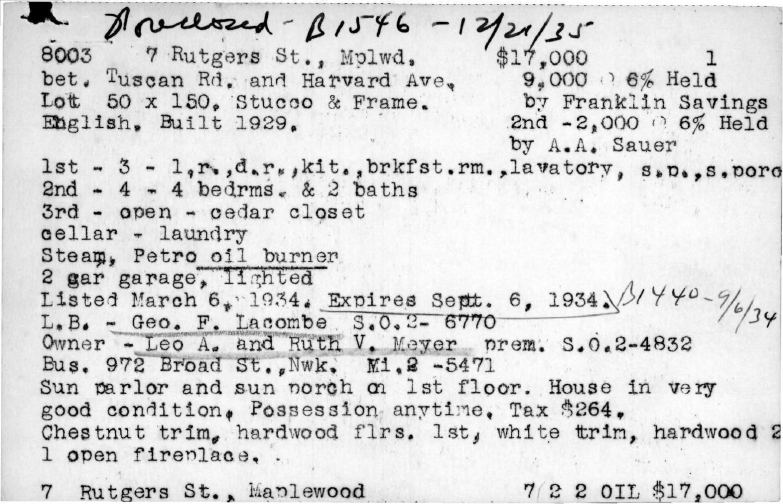 Foreclosed - B1546 - 12/21/35
8003 7 Rutgers St., Mplwd. $17,000 1
bet. Tuscan Rd. and Harvard Ave. 9,000 @ 6% Held
Lot 50 x 150. Stucco & Frame. by Franklin Savings
English. Built 1929. 2nd -2,000 @ 6% Held
by A.A. Sauer
1st - 3 - l.r.,d.r.,kit.,brkfst.rm.,lavatory, s.p.,s.porc
2nd - 4 - 4 bedrms. & 2 baths
3rd - open - cedar closet
cellar - laundry
Steam, Petro oil burner
2 car garage, lighted
Listed March 6, 1934. Expires Sept. 6, 1934. B1440-9/6/34
L.B. - Geo. F. Lacombe S.O.2- 6770
Owner - Leo A. and Ruth V. Meyer prem. S.O.2-4832
Bus. 972 Broad St.,Nwk. Mi.2 -5471
Sun parlor and sun porch on 1st floor. House in very
good condition. Possession anytime. Tax $264.
Chestnut trim, hardwood flrs. 1st, white trim, hardwood 2
1 open fireplace.
7 Rutgers St., Maplewood 7 2 2 OIL $17,000